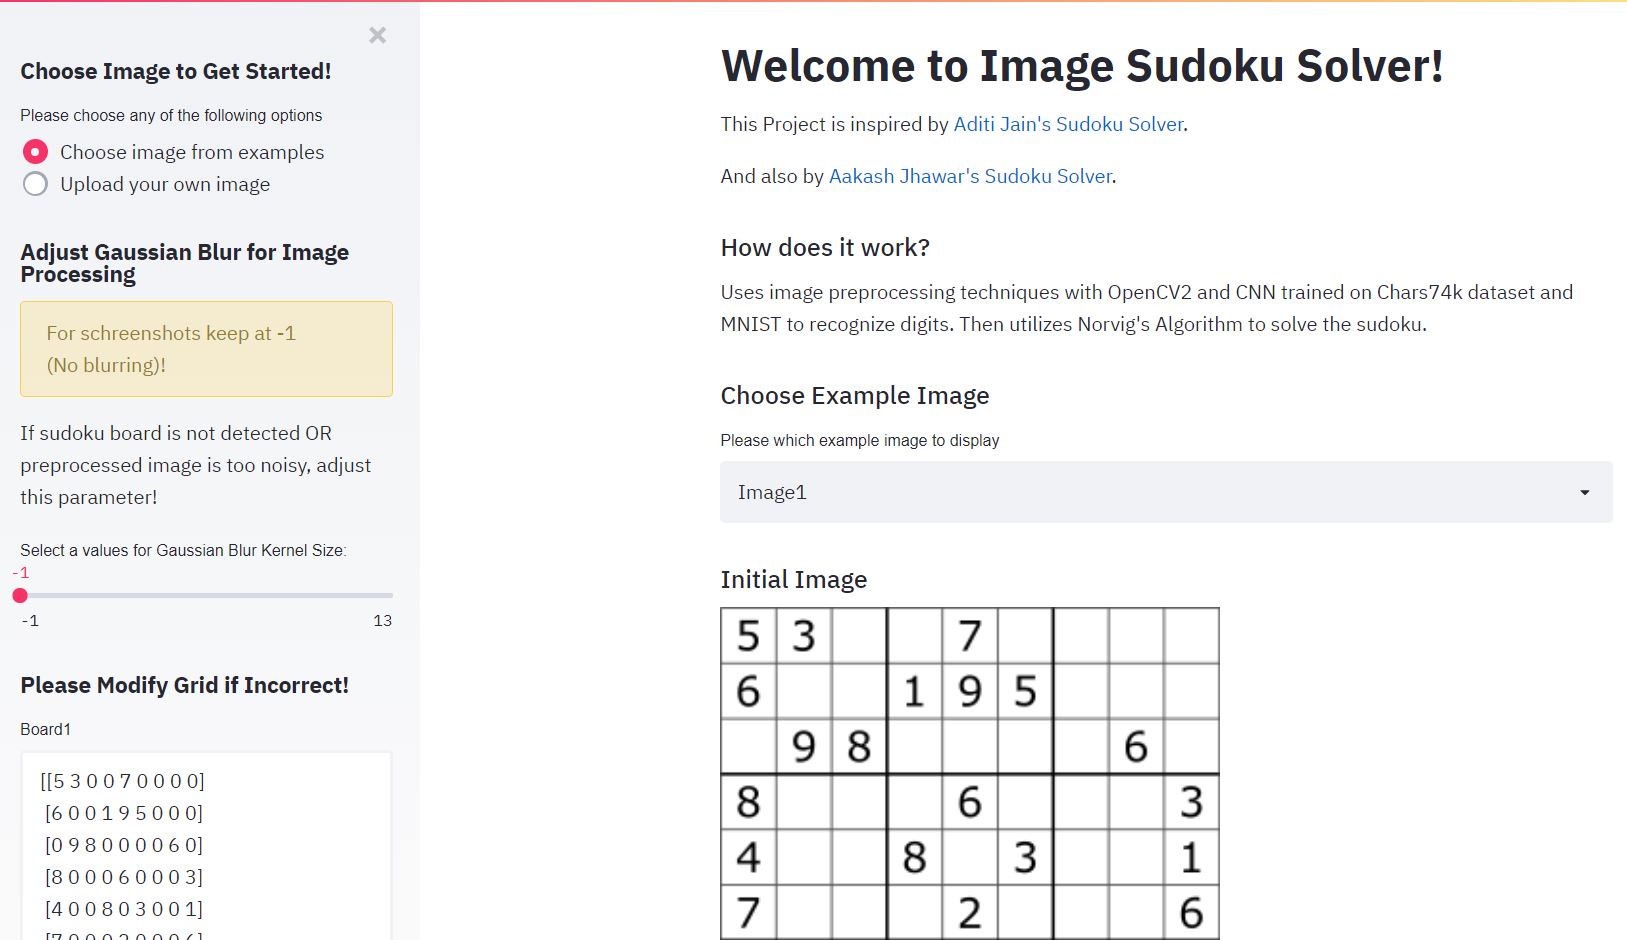 ×
Choose Image to Get Started!
Please choose any of the following options
Choose image from examples
Upload your own image
Adjust Gaussian Blur for Image
Processing
For schreenshots keep at -1
(No blurring)!
If sudoku board is not detected OR
preprocessed image is too noisy, adjust
this parameter!
Select a values for Gaussian Blur Kernel Size:
-1
-1 13
Please Modify Grid if Incorrect!
Board1
[[5 3 0 0 7 0 0 0 0]
[6 0 0 1 9 5 0 0 0]
[0 9 8 0 0 0 0 6 0]
[8 0 0 0 6 0 0 0 3]
[4 0 0 8 0 3 0 0 1]
[7 0 0 0 2 0 0 0 6]
Welcome to Image Sudoku Solver!
This Project is inspired by Aditi Jain's Sudoku Solver.
And also by Aakash Jhawar's Sudoku Solver.
How does it work?
Uses image preprocessing techniques with OpenCV2 and CNN trained on Chars74k dataset and
MNIST to recognize digits. Then utilizes Norvig's Algorithm to solve the sudoku.
Choose Example Image
Please which example image to display
Image1
Initial Image
5 3 7
6 1 9 5
9 8 6
8 6 3
4 8 3 1
7 2 6